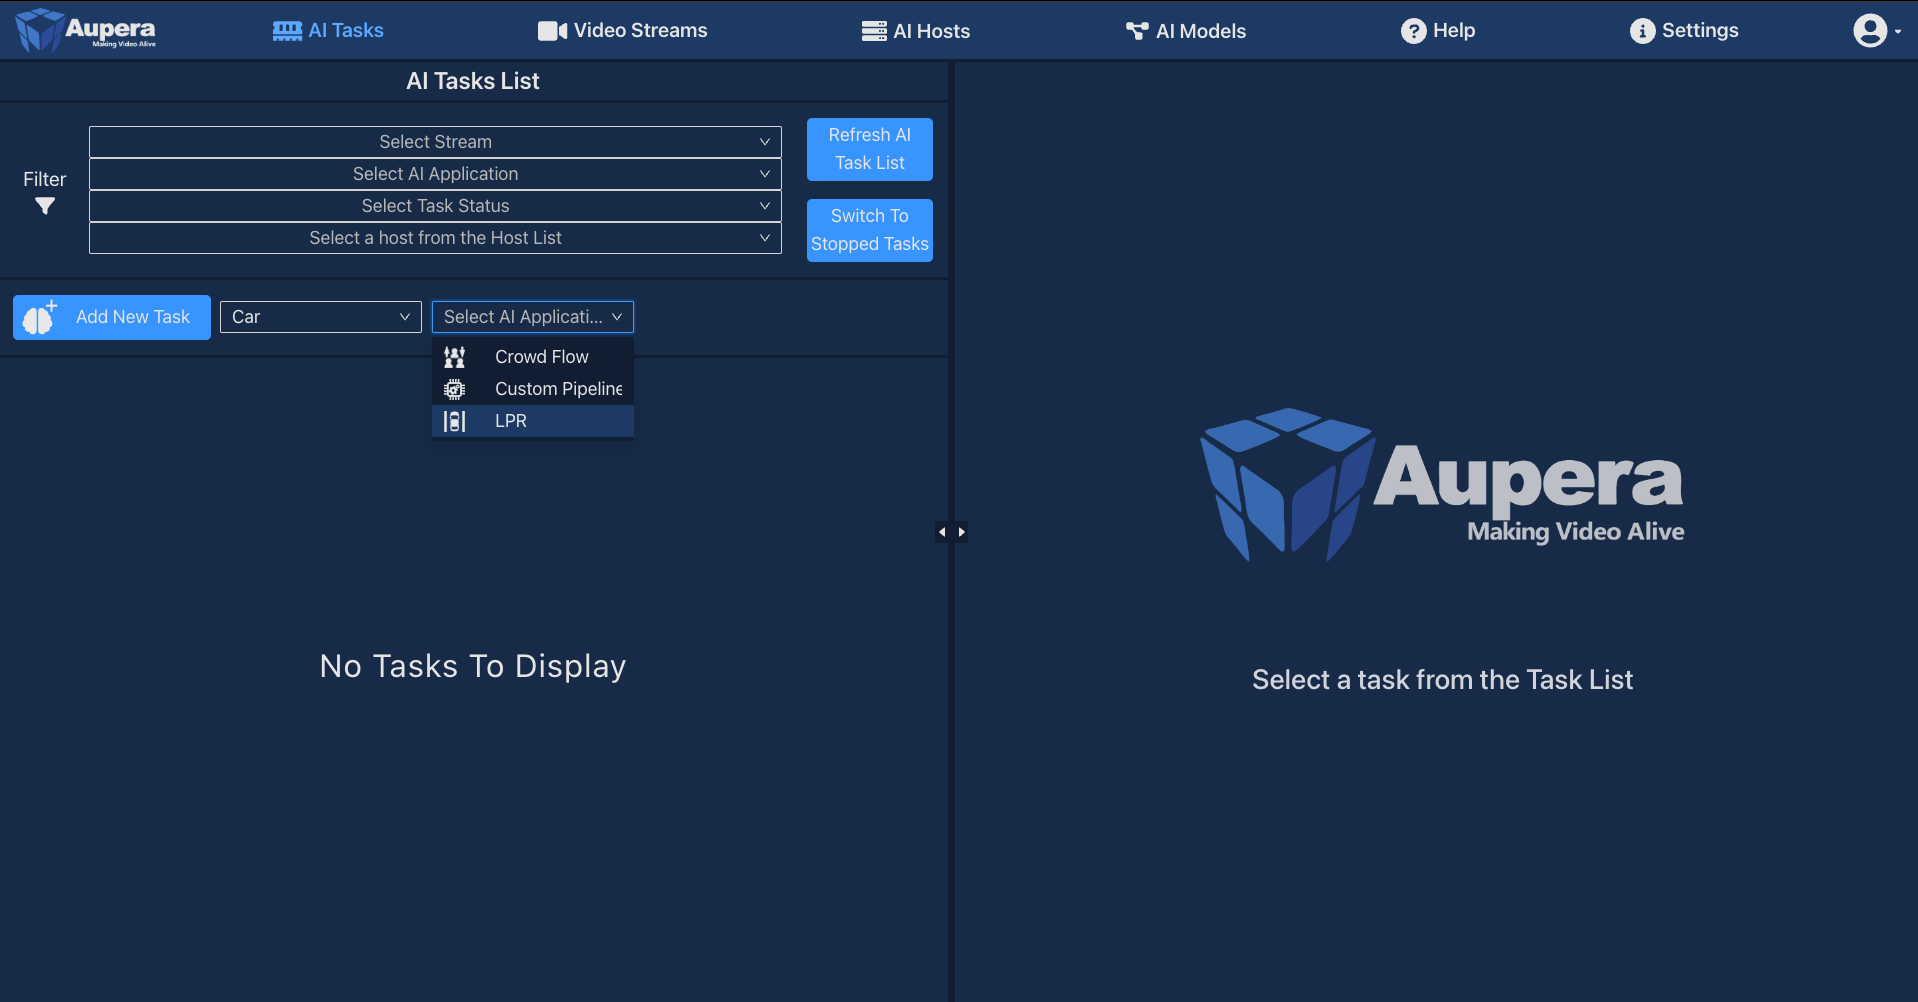 Aupera
Making Video Alive
AI Tasks
Video Streams
AI Hosts
AI Models
Help
Settings
AI Tasks List
Filter
Select Stream
Select AI Application
Select Task Status
Select a host from the Host List
Refresh AI
Task List
Switch To
Stopped Tasks
Add New Task
Car
Select AI Applicati...
Crowd Flow
Custom Pipeline
LPR
No Tasks To Display
Aupera
Making Video Alive
Select a task from the Task List